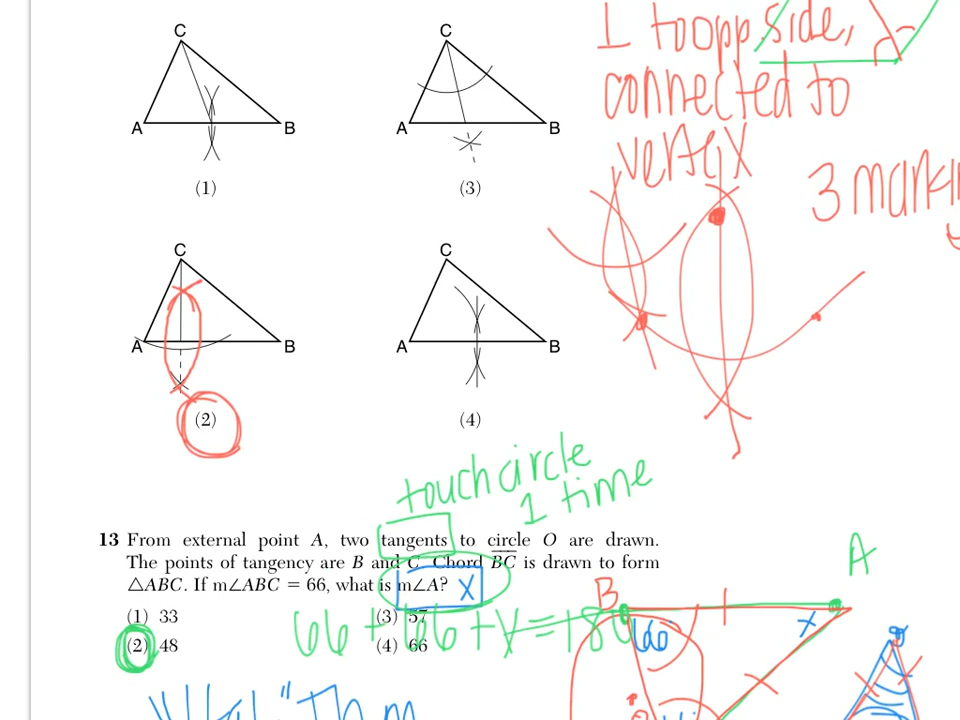 ⊥ to opp. side,
connected to
vertex
3 mark
C
A
B
(1)
C
A
B
(3)
C
A
B
(2)
C
A
B
(4)
touch circle
1 time
13 From external point A, two tangents to circle O are drawn.
The points of tangency are B and C. Chord BC is drawn to form
△ABC. If m∠ABC = 66, what is m∠A?
X
(1) 33
(3) 57
(2) 48
(4) 66
66 + 66 + X = 180
A
B
66
X